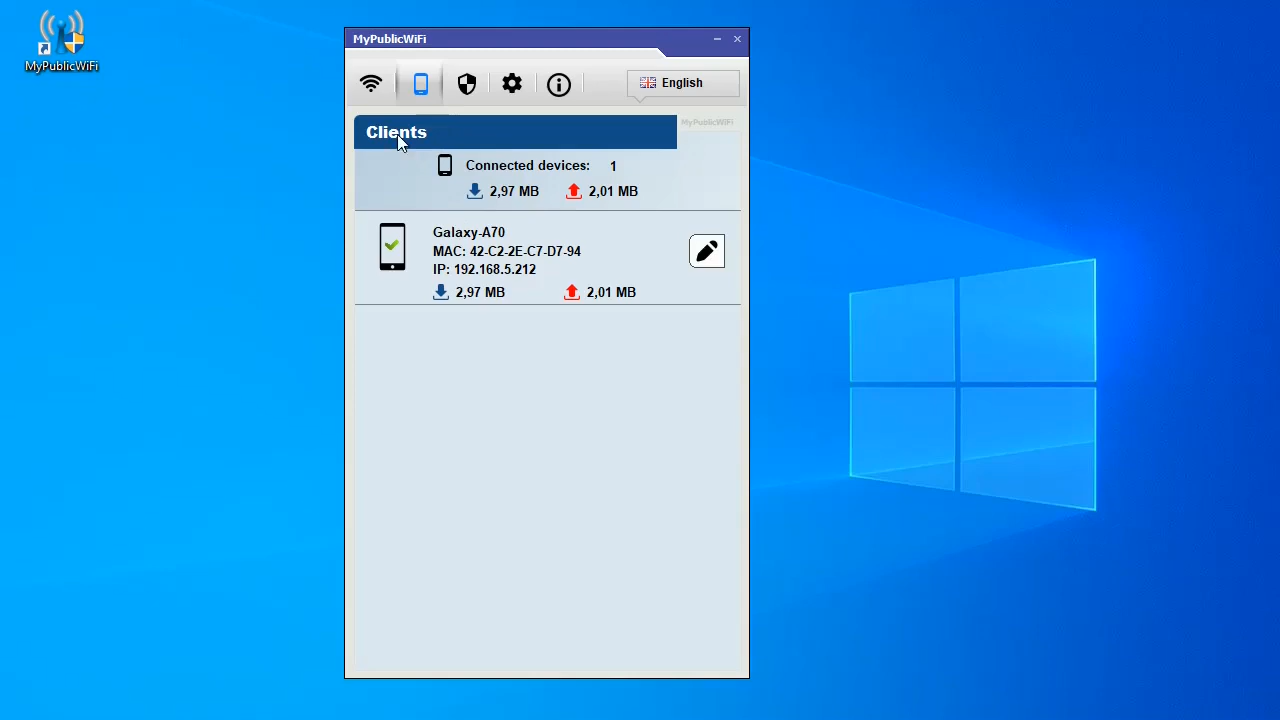 MyPublicWiFi
MyPublicWiFi
English
Clients
MyPublicWiFi
Connected devices: 1
2,97 MB 2,01 MB
Galaxy-A70
MAC: 42-C2-2E-C7-D7-94
IP: 192.168.5.212
2,97 MB 2,01 MB